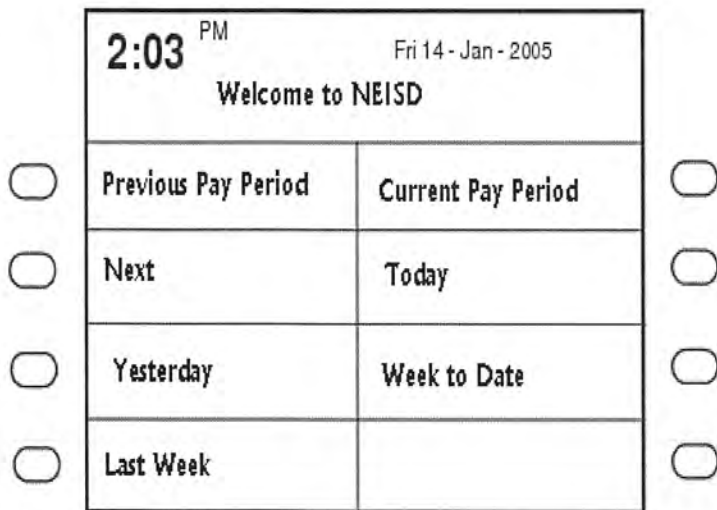 2:03 PM Fri 14 - Jan - 2005
Welcome to NEISD
Previous Pay Period Current Pay Period
Next Today
Yesterday Week to Date
Last Week